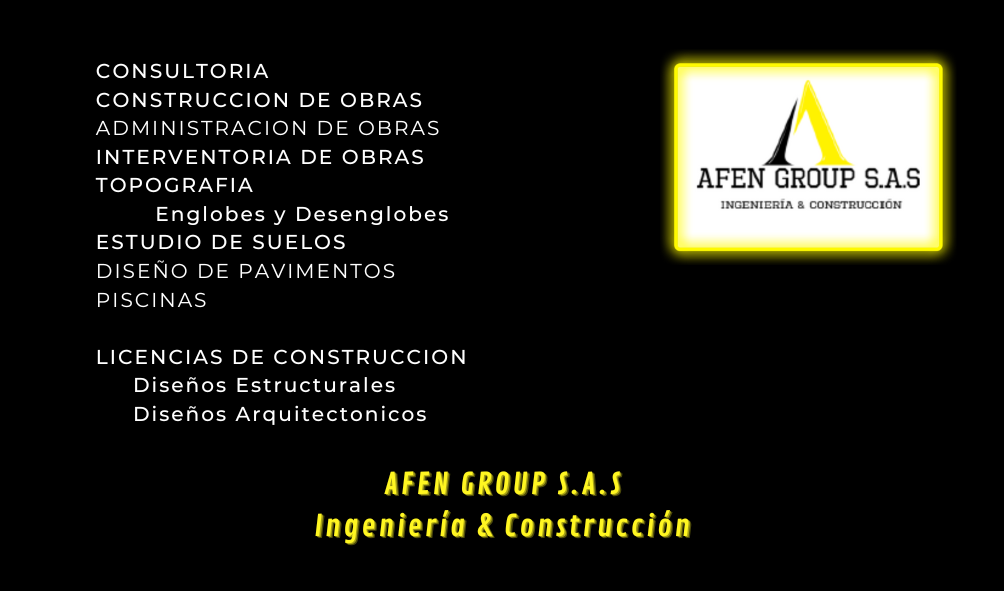 CONSULTORIA
CONSTRUCCION DE OBRAS
ADMINISTRACION DE OBRAS
INTERVENTORIA DE OBRAS
TOPOGRAFIA
Englobes y Desenglobes
ESTUDIO DE SUELOS
DISEÑO DE PAVIMENTOS
PISCINAS
LICENCIAS DE CONSTRUCCION
Diseños Estructurales
Diseños Arquitectonicos
AFEN GROUP S.A.S
INGENIERÍA & CONSTRUCCIÓN
AFEN GROUP S.A.S
Ingeniería & Construcción